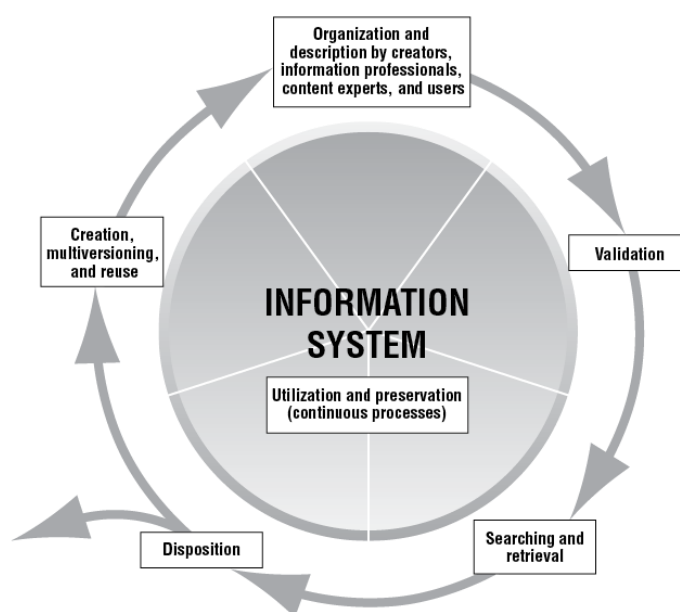 Organization and
description by creators,
information professionals,
content experts, and users
Creation,
multiversioning,
and reuse
Validation
INFORMATION
SYSTEM
Utilization and preservation
(continuous processes)
Searching and
retrieval
Disposition